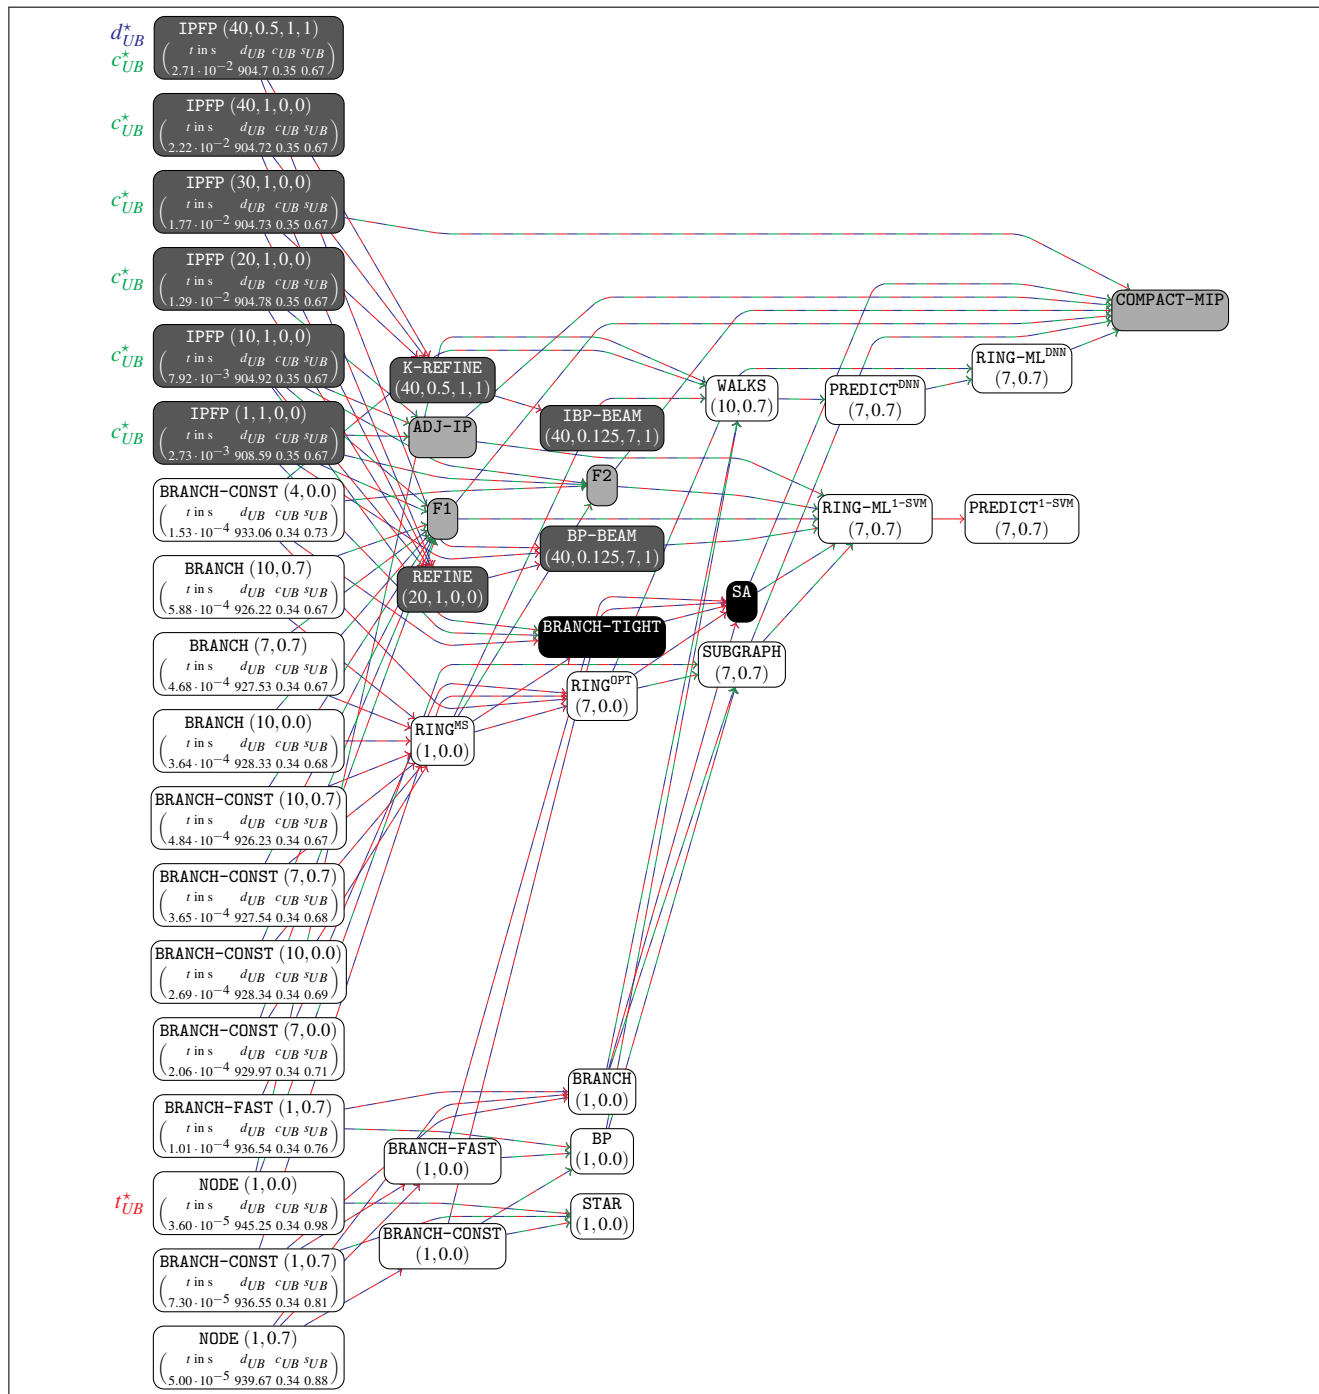 d⋆UB
c⋆UB
IPFP (40,0.5,1,1)
t in s dUB cUB sUB
2.71·10−2 904.7 0.35 0.67
c⋆UB
IPFP (40,1,0,0)
t in s dUB cUB sUB
2.22·10−2 904.72 0.35 0.67
c⋆UB
IPFP (30,1,0,0)
t in s dUB cUB sUB
1.77·10−2 904.73 0.35 0.67
c⋆UB
IPFP (20,1,0,0)
t in s dUB cUB sUB
1.29·10−2 904.78 0.35 0.67
c⋆UB
IPFP (10,1,0,0)
t in s dUB cUB sUB
7.92·10−3 904.92 0.35 0.67
c⋆UB
IPFP (1,1,0,0)
t in s dUB cUB sUB
2.73·10−3 908.59 0.35 0.67
BRANCH-CONST (4,0.0)
t in s dUB cUB sUB
1.53·10−4 933.06 0.34 0.73
BRANCH (10,0.7)
t in s dUB cUB sUB
5.88·10−4 926.22 0.34 0.67
BRANCH (7,0.7)
t in s dUB cUB sUB
4.68·10−4 927.53 0.34 0.67
BRANCH (10,0.0)
t in s dUB cUB sUB
3.64·10−4 928.33 0.34 0.68
BRANCH-CONST (10,0.7)
t in s dUB cUB sUB
4.84·10−4 926.23 0.34 0.67
BRANCH-CONST (7,0.7)
t in s dUB cUB sUB
3.65·10−4 927.54 0.34 0.68
BRANCH-CONST (10,0.0)
t in s dUB cUB sUB
2.69·10−4 928.34 0.34 0.69
BRANCH-CONST (7,0.0)
t in s dUB cUB sUB
2.06·10−4 929.97 0.34 0.71
BRANCH-FAST (1,0.7)
t in s dUB cUB sUB
1.01·10−4 936.54 0.34 0.76
t⋆UB
NODE (1,0.0)
t in s dUB cUB sUB
3.60·10−5 945.25 0.34 0.98
BRANCH-CONST (1,0.7)
t in s dUB cUB sUB
7.30·10−5 936.55 0.34 0.81
NODE (1,0.7)
t in s dUB cUB sUB
5.00·10−5 939.67 0.34 0.88
K-REFINE
(40,0.5,1,1)
ADJ-IP
F1
REFINE
(20,1,0,0)
RINGMS
(1,0.0)
BRANCH-FAST
(1,0.0)
BRANCH-CONST
(1,0.0)
IBP-BEAM
(40,0.125,7,1)
F2
BP-BEAM
(40,0.125,7,1)
BRANCH-TIGHT
RINGOPT
(7,0.0)
BRANCH
(1,0.0)
BP
(1,0.0)
STAR
(1,0.0)
WALKS
(10,0.7)
SA
SUBGRAPH
(7,0.7)
PREDICTDNN
(7,0.7)
RING-ML1-SVM
(7,0.7)
RING-MLDNN
(7,0.7)
PREDICT1-SVM
(7,0.7)
COMPACT-MIP